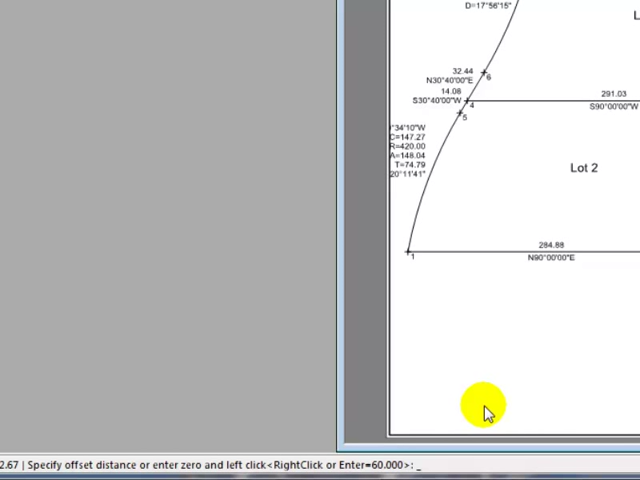 D=17°56'15"
L
32.44
6
N30°40'00"E
14.08
291.03
S30°40'00"W
4
S90°00'00"W
5
°34'10"W
C=147.27
R=420.00
A=148.04
Lot 2
T=74.79
20°11'41"
284.88
1
N90°00'00"E
2.67 | Specify offset distance or enter zero and left click<RightClick or Enter=60.000>: _